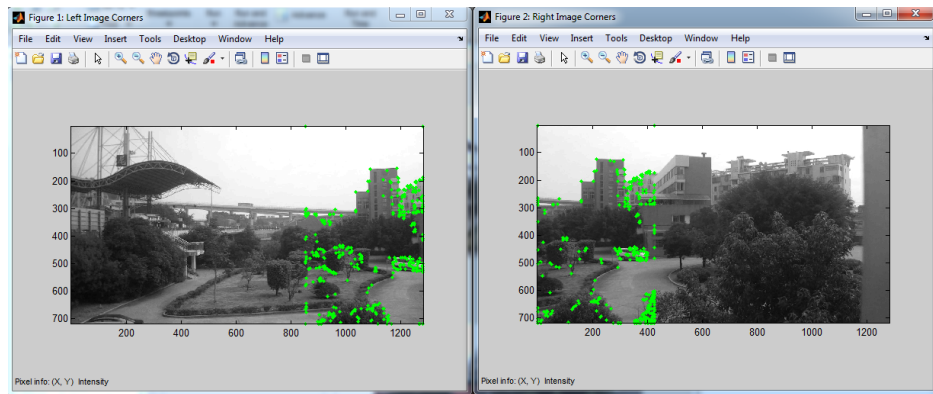 Figure 1: Left Image Corners
File Edit View Insert Tools Desktop Window Help
100
200
300
400
500
600
700
200 400 600 800 1000 1200
Pixel info: (X, Y) Intensity
Figure 2: Right Image Corners
File Edit View Insert Tools Desktop Window Help
100
200
300
400
500
600
700
200 400 600 800 1000 1200
Pixel info: (X, Y) Intensity